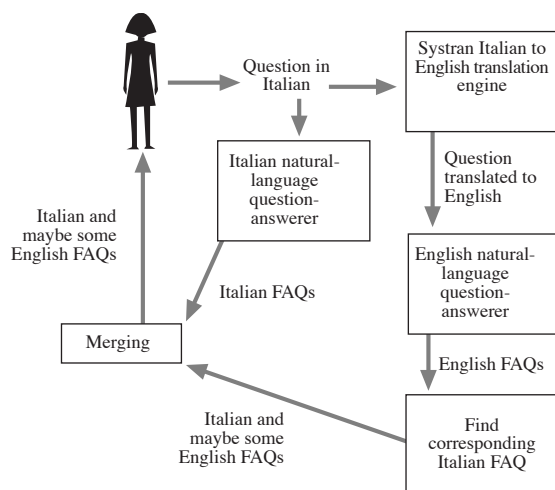 Question in
Italian
Systran Italian to
English translation
engine
Italian natural-
language
question-
answerer
Question
translated to
English
Italian and
maybe some
English FAQs
English natural-
language
question-
answerer
Italian FAQs
Merging
English FAQs
Italian and
maybe some
English FAQs
Find
corresponding
Italian FAQ